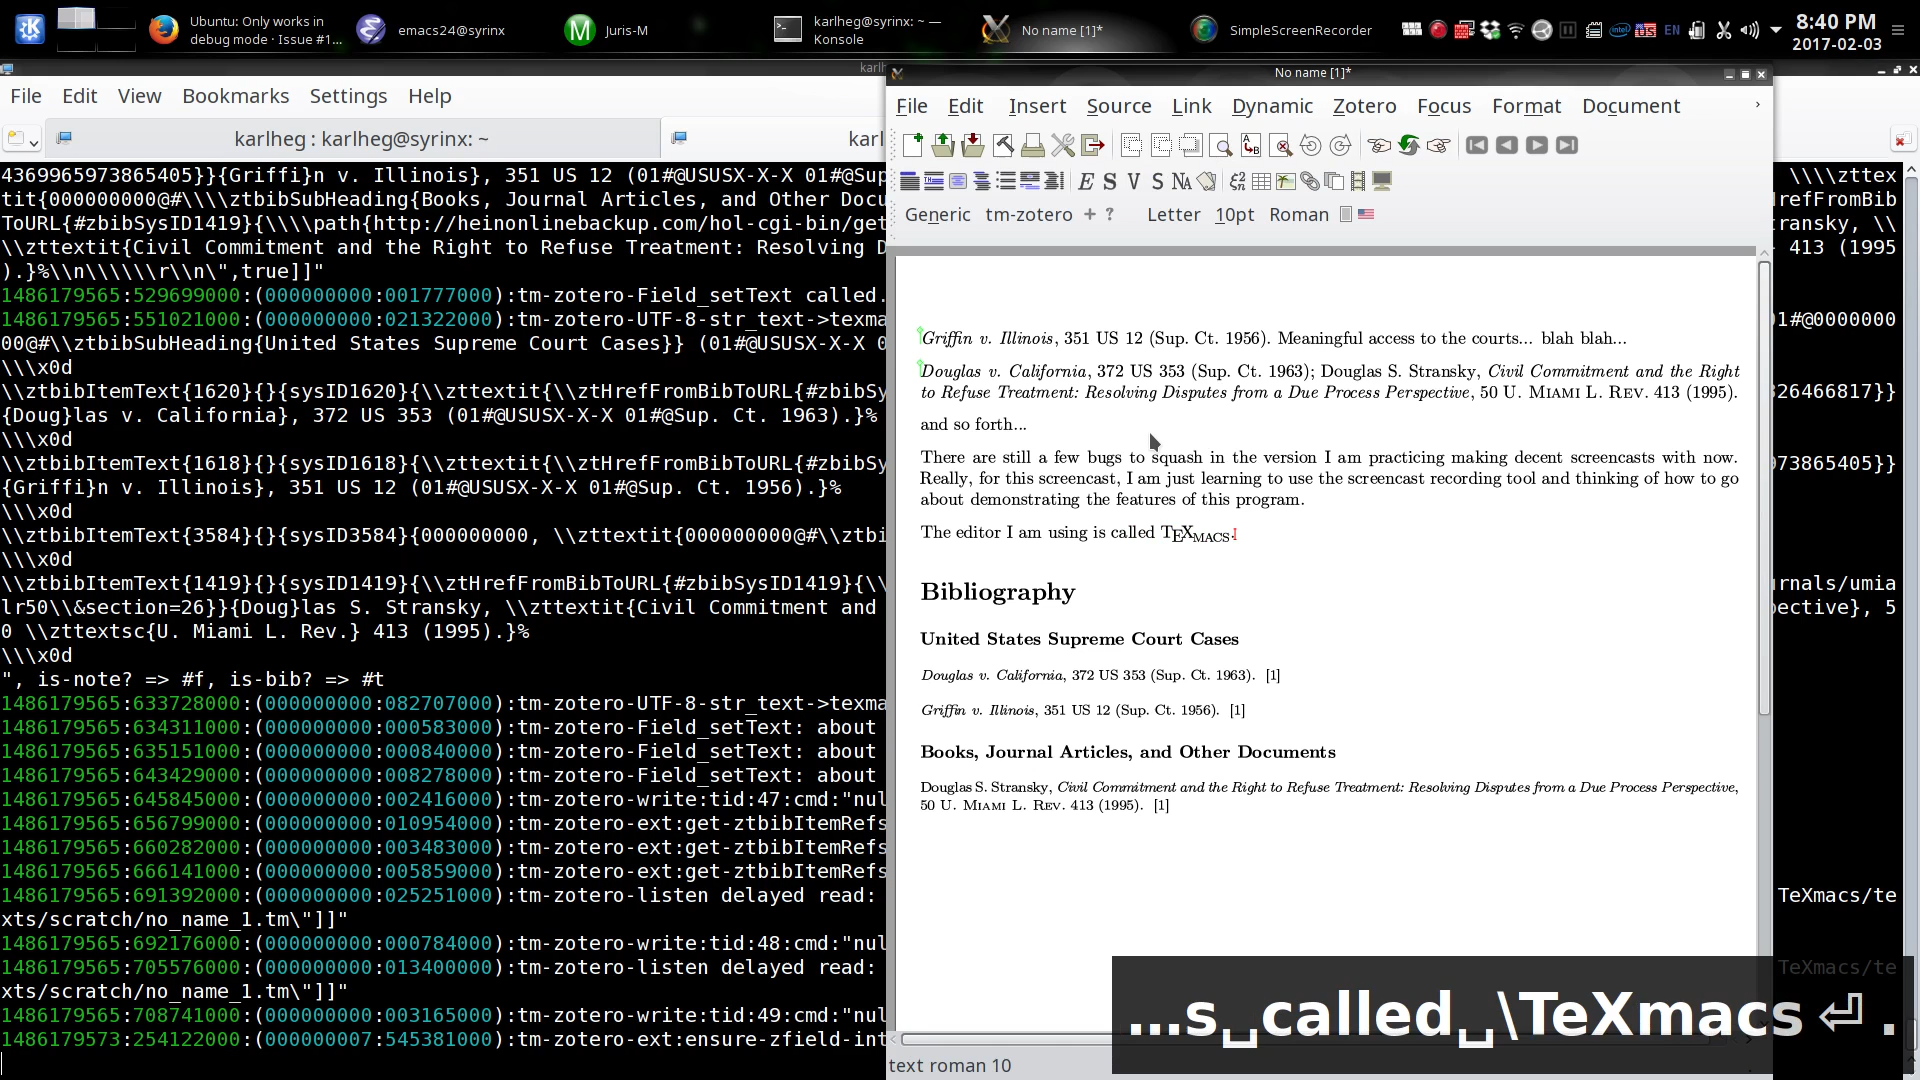 Ubuntu: Only works in
debug mode · Issue #1...
emacs24@syrinx
Juris-M
karlheg@syrinx: ~ —
Konsole
No name [1]*
SimpleScreenRecorder
EN
8:40 PM
2017-02-03
karlh
No name [1]*
File Edit View Bookmarks Settings Help
karlheg : karlheg@syrinx: ~
karl
4369965973865405}}{Griffi}n v. Illinois}, 351 US 12 (01#@USUSX-X-X 01#@Sup
tit{000000000@#\\\\ztbibSubHeading{Books, Journal Articles, and Other Docu
ToURL{#zbibSysID1419}{\\\\path{http://heinonlinebackup.com/hol-cgi-bin/get
\\zttextit{Civil Commitment and the Right to Refuse Treatment: Resolving D
).}%\\n\\\\\\r\\n\",true]]"
1486179565:529699000:(000000000:001777000):tm-zotero-Field_setText called.
1486179565:551021000:(000000000:021322000):tm-zotero-UTF-8-str_text->texma
00@#\\ztbibSubHeading{United States Supreme Court Cases}} (01#@USUSX-X-X 0
\\\x0d
\\ztbibItemText{1620}{}{sysID1620}{\\zttextit{\\ztHrefFromBibToURL{#zbibSy
{Doug}las v. California}, 372 US 353 (01#@USUSX-X-X 01#@Sup. Ct. 1963).}%
\\\x0d
\\ztbibItemText{1618}{}{sysID1618}{\\zttextit{\\ztHrefFromBibToURL{#zbibSy
{Griffi}n v. Illinois}, 351 US 12 (01#@USUSX-X-X 01#@Sup. Ct. 1956).}%
\\\x0d
\\ztbibItemText{3584}{}{sysID3584}{000000000, \\zttextit{000000000@#\\ztbi
\\\x0d
\\ztbibItemText{1419}{}{sysID1419}{\\ztHrefFromBibToURL{#zbibSysID1419}{\\
lr50\\&section=26}}{Doug}las S. Stransky, \\zttextit{Civil Commitment and
0 \\zttextsc{U. Miami L. Rev.} 413 (1995).}%
\\\x0d
", is-note? => #f, is-bib? => #t
1486179565:633728000:(000000000:082707000):tm-zotero-UTF-8-str_text->texma
1486179565:634311000:(000000000:000583000):tm-zotero-Field_setText: about
1486179565:635151000:(000000000:000840000):tm-zotero-Field_setText: about
1486179565:643429000:(000000000:008278000):tm-zotero-Field_setText: about
1486179565:645845000:(000000000:002416000):tm-zotero-write:tid:47:cmd:"nul
1486179565:656799000:(000000000:010954000):tm-zotero-ext:get-ztbibItemRefs
1486179565:660282000:(000000000:003483000):tm-zotero-ext:get-ztbibItemRefs
1486179565:666141000:(000000000:005859000):tm-zotero-ext:get-ztbibItemRefs
1486179565:691392000:(000000000:025251000):tm-zotero-listen delayed read:
xts/scratch/no_name_1.tm\"]]"
1486179565:692176000:(000000000:000784000):tm-zotero-write:tid:48:cmd:"nul
1486179565:705576000:(000000000:013400000):tm-zotero-listen delayed read:
xts/scratch/no_name_1.tm\"]]"
1486179565:708741000:(000000000:003165000):tm-zotero-write:tid:49:cmd:"nul
1486179573:254122000:(000000007:545381000):tm-zotero-ext:ensure-zfield-int
File Edit Insert Source Link Dynamic Zotero Focus Format Document
Generic tm-zotero + ? Letter 10pt Roman
Griffin v. Illinois, 351 US 12 (Sup. Ct. 1956). Meaningful access to the courts... blah blah...
Douglas v. California, 372 US 353 (Sup. Ct. 1963); Douglas S. Stransky, Civil Commitment and the Right
to Refuse Treatment: Resolving Disputes from a Due Process Perspective, 50 U. Miami L. Rev. 413 (1995).
and so forth...
There are still a few bugs to squash in the version I am practicing making decent screencasts with now.
Really, for this screencast, I am just learning to use the screencast recording tool and thinking of how to go
about demonstrating the features of this program.
The editor I am using is called TEXMACS.
Bibliography
United States Supreme Court Cases
Douglas v. California, 372 US 353 (Sup. Ct. 1963). [1]
Griffin v. Illinois, 351 US 12 (Sup. Ct. 1956). [1]
Books, Journal Articles, and Other Documents
Douglas S. Stransky, Civil Commitment and the Right to Refuse Treatment: Resolving Disputes from a Due Process Perspective,
50 U. Miami L. Rev. 413 (1995). [1]
text roman 10
\\\\zttex
HrefFromBib
ransky, \\
413 (1995
01#@0000000
826466817}}
973865405}}
urnals/umia
pective}, 5
TeXmacs/te
TeXmacs/te
...s␣called␣\TeXmacs ⏎ .